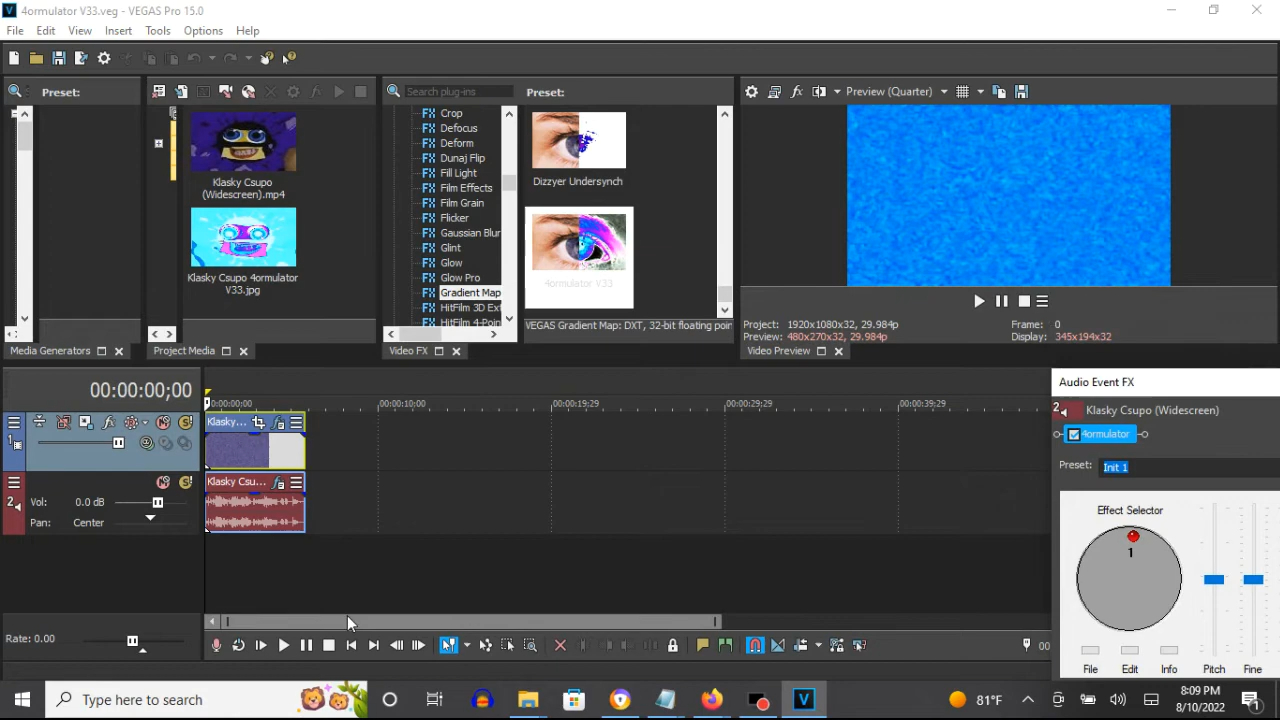 4ormulator V33.veg - VEGAS Pro 15.0
File Edit View Insert Tools Options Help
Preset:
Search plug-ins
Preset:
Preview (Quarter)
Klasky Csupo
(Widescreen).mp4
Klasky Csupo 4ormulator
V33.jpg
Crop
Defocus
Deform
Dunaj Flip
Fill Light
Film Effects
Film Grain
Flicker
Gaussian Blur
Glint
Glow
Glow Pro
Gradient Map
HitFilm 3D Ext
HitFilm 4-Poin
Dizzyer Undersynch
4ormulator V33
VEGAS Gradient Map: DXT, 32-bit floating poin
Project: 1920x1080x32, 29.984p
Preview: 480x270x32, 29.984p
Frame: 0
Display: 345x194x32
Media Generators
Project Media
Video FX
Video Preview
00:00:00;00
0:00:00;00
00:00:10;00
00:00:19;29
00:00:29;29
00:00:39;29
1
Klasky...
2
Vol: 0.0 dB
Pan: Center
Klasky Csu...
Audio Event FX
2
Klasky Csupo (Widescreen)
4ormulator
Preset: Init 1
Effect Selector
1
File Edit Info Pitch Fine
Rate: 0.00
00
Type here to search
81°F
8:09 PM
8/10/2022
1